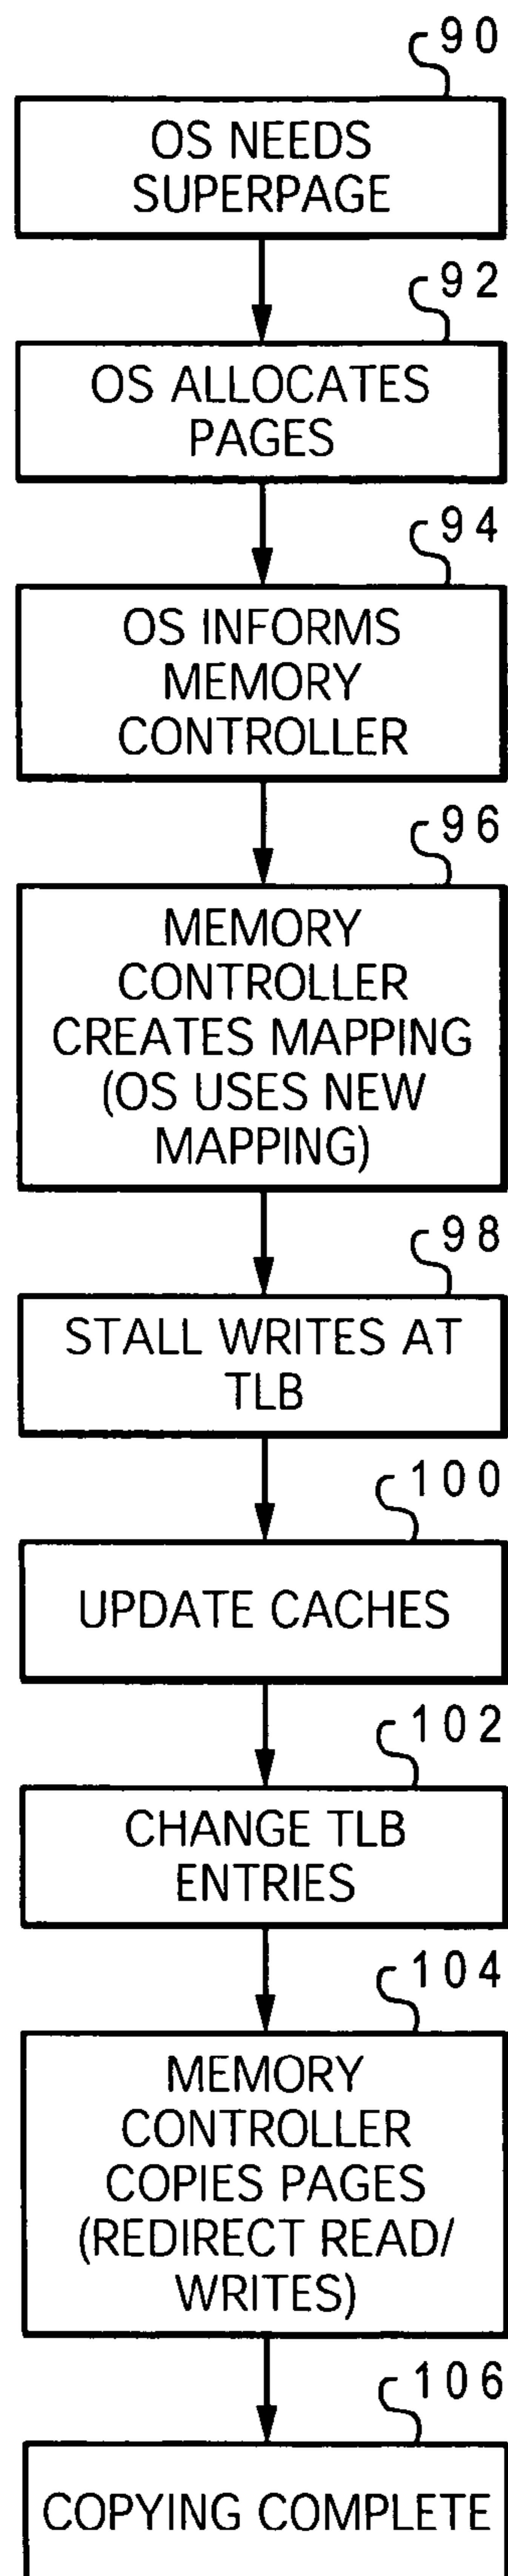 90
OS NEEDS
SUPERPAGE
92
OS ALLOCATES
PAGES
94
OS INFORMS
MEMORY
CONTROLLER
96
MEMORY
CONTROLLER
CREATES MAPPING
(OS USES NEW
MAPPING)
98
STALL WRITES AT
TLB
100
UPDATE CACHES
102
CHANGE TLB
ENTRIES
104
MEMORY
CONTROLLER
COPIES PAGES
(REDIRECT READ/
WRITES)
106
COPYING COMPLETE